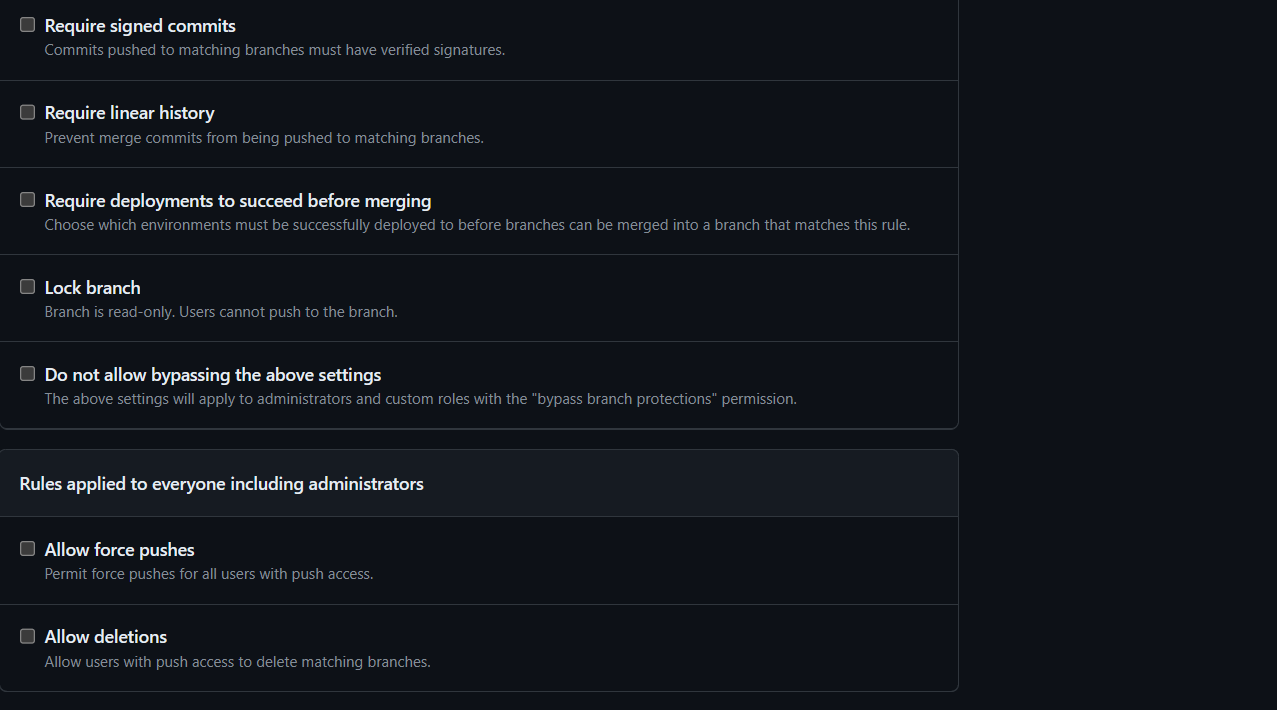 Require signed commits
Commits pushed to matching branches must have verified signatures.
Require linear history
Prevent merge commits from being pushed to matching branches.
Require deployments to succeed before merging
Choose which environments must be successfully deployed to before branches can be merged into a branch that matches this rule.
Lock branch
Branch is read-only. Users cannot push to the branch.
Do not allow bypassing the above settings
The above settings will apply to administrators and custom roles with the "bypass branch protections" permission.
Rules applied to everyone including administrators
Allow force pushes
Permit force pushes for all users with push access.
Allow deletions
Allow users with push access to delete matching branches.